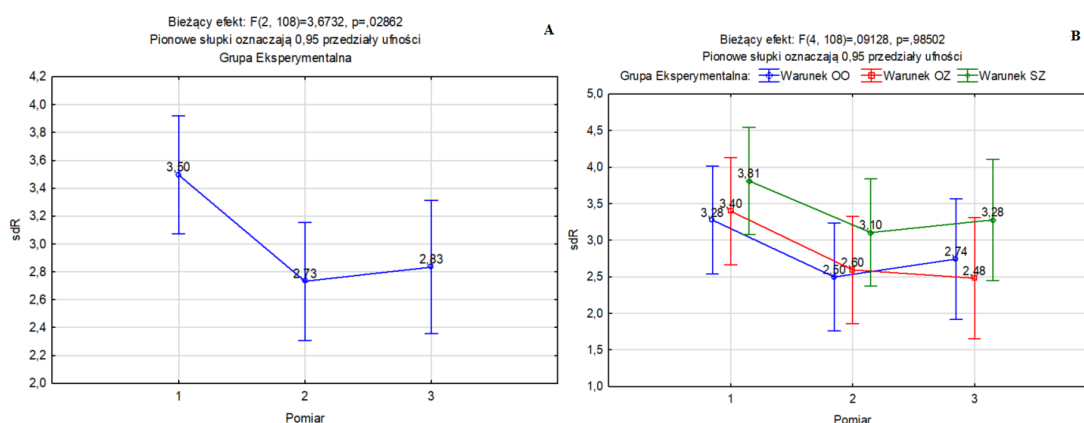 Bieżący efekt: F(2, 108)=3,6732, p=,02862
Pionowe słupki oznaczają 0,95 przedziały ufności
Grupa Eksperymentalna
A
4,2
4,0
3,8
3,6
3,4
3,2
3,0
2,8
2,6
2,4
2,2
2,0
sdR
3,50
2,73
2,83
1 2 3
Pomiar
Bieżący efekt: F(4, 108)=,09128, p=,98502
Pionowe słupki oznaczają 0,95 przedziały ufności
B
Grupa Eksperymentalna: Warunek OO Warunek OZ Warunek SZ
5,0
4,5
4,0
3,5
3,0
2,5
2,0
1,5
1,0
sdR
3,28
3,40
3,81
2,50
2,60
3,10
2,74
2,48
3,28
1 2 3
Pomiar